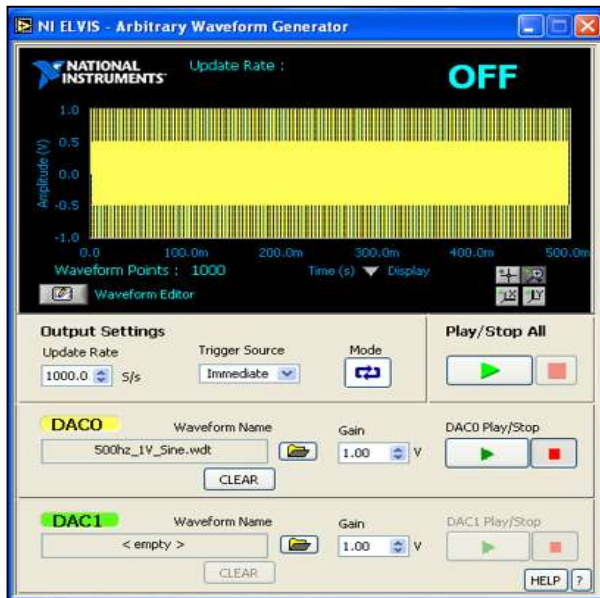 NI ELVIS - Arbitrary Waveform Generator
NATIONAL INSTRUMENTS
Update Rate :
OFF
Amplitude (V)
1.0
0.5
0.0
-0.5
-1.0
0.0 100.0m 200.0m 300.0m 400.0m 500.0m
Waveform Points : 1000 Time (s) Display
Waveform Editor
Output Settings
Update Rate
1000.0 S/s
Trigger Source
Immediate
Mode
Play/Stop All
DAC0 Waveform Name Gain DAC0 Play/Stop
500hz_1V_Sine.wdt 1.00 V
CLEAR
DAC1 Waveform Name Gain DAC1 Play/Stop
< empty > 1.00 V
CLEAR
HELP ?